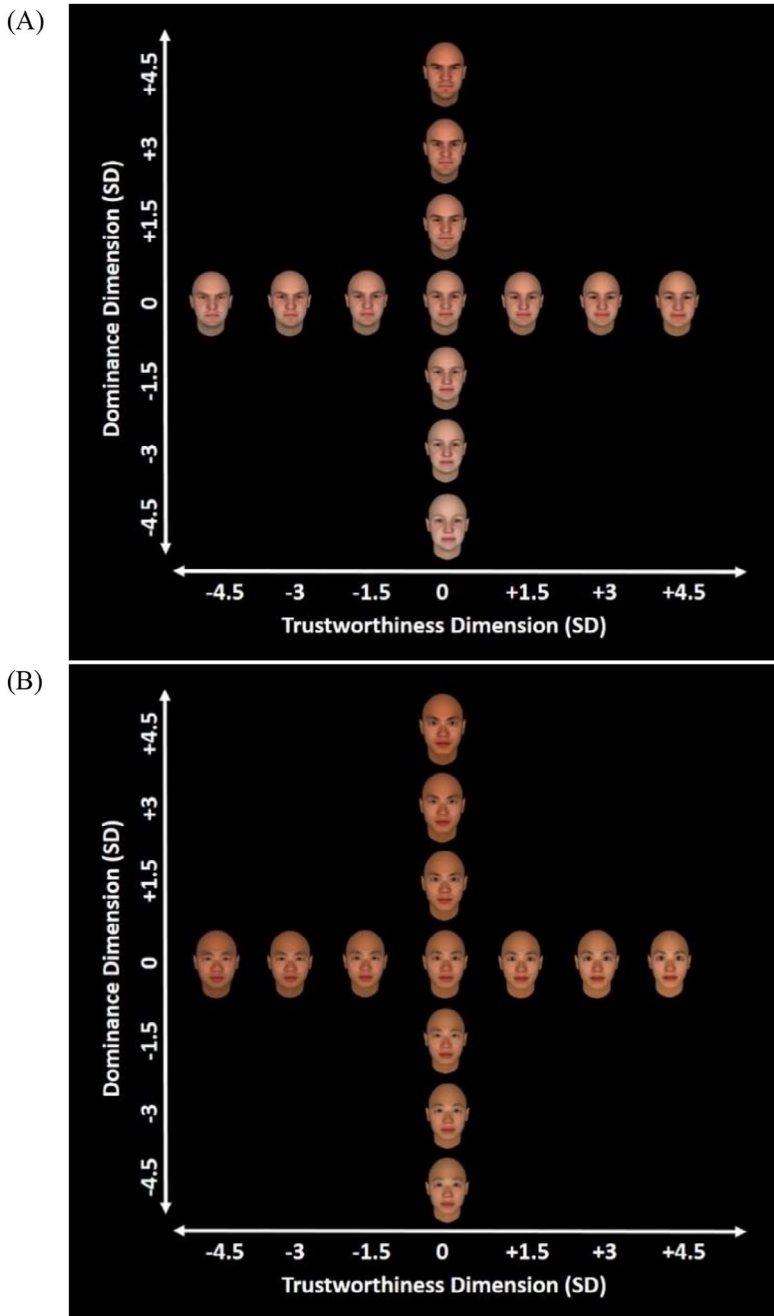 (A)
Dominance Dimension (SD)
+4.5
+3
+1.5
0
-1.5
-3
-4.5
-4.5 -3 -1.5 0 +1.5 +3 +4.5
Trustworthiness Dimension (SD)
(B)
Dominance Dimension (SD)
+4.5
+3
+1.5
0
-1.5
-3
-4.5
-4.5 -3 -1.5 0 +1.5 +3 +4.5
Trustworthiness Dimension (SD)